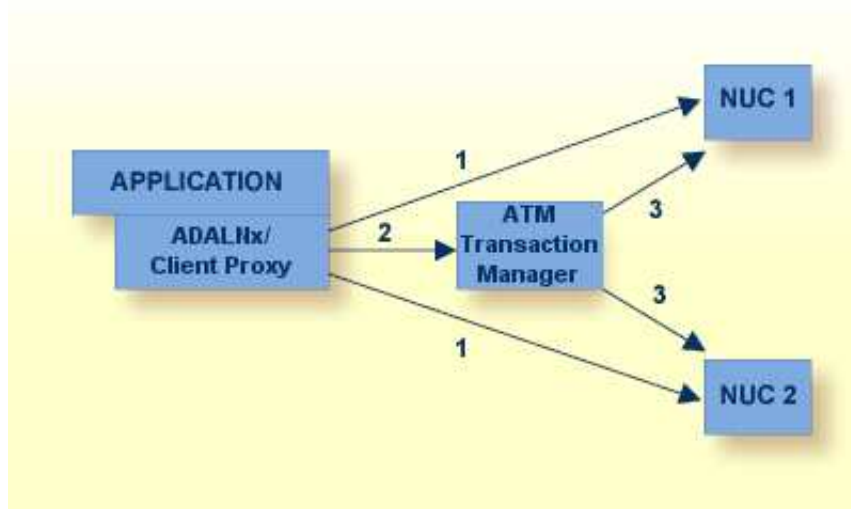 NUC 1
1
APPLICATION
ATM
Transaction
Manager
3
ADALNx/
Client Proxy
2
3
1
NUC 2